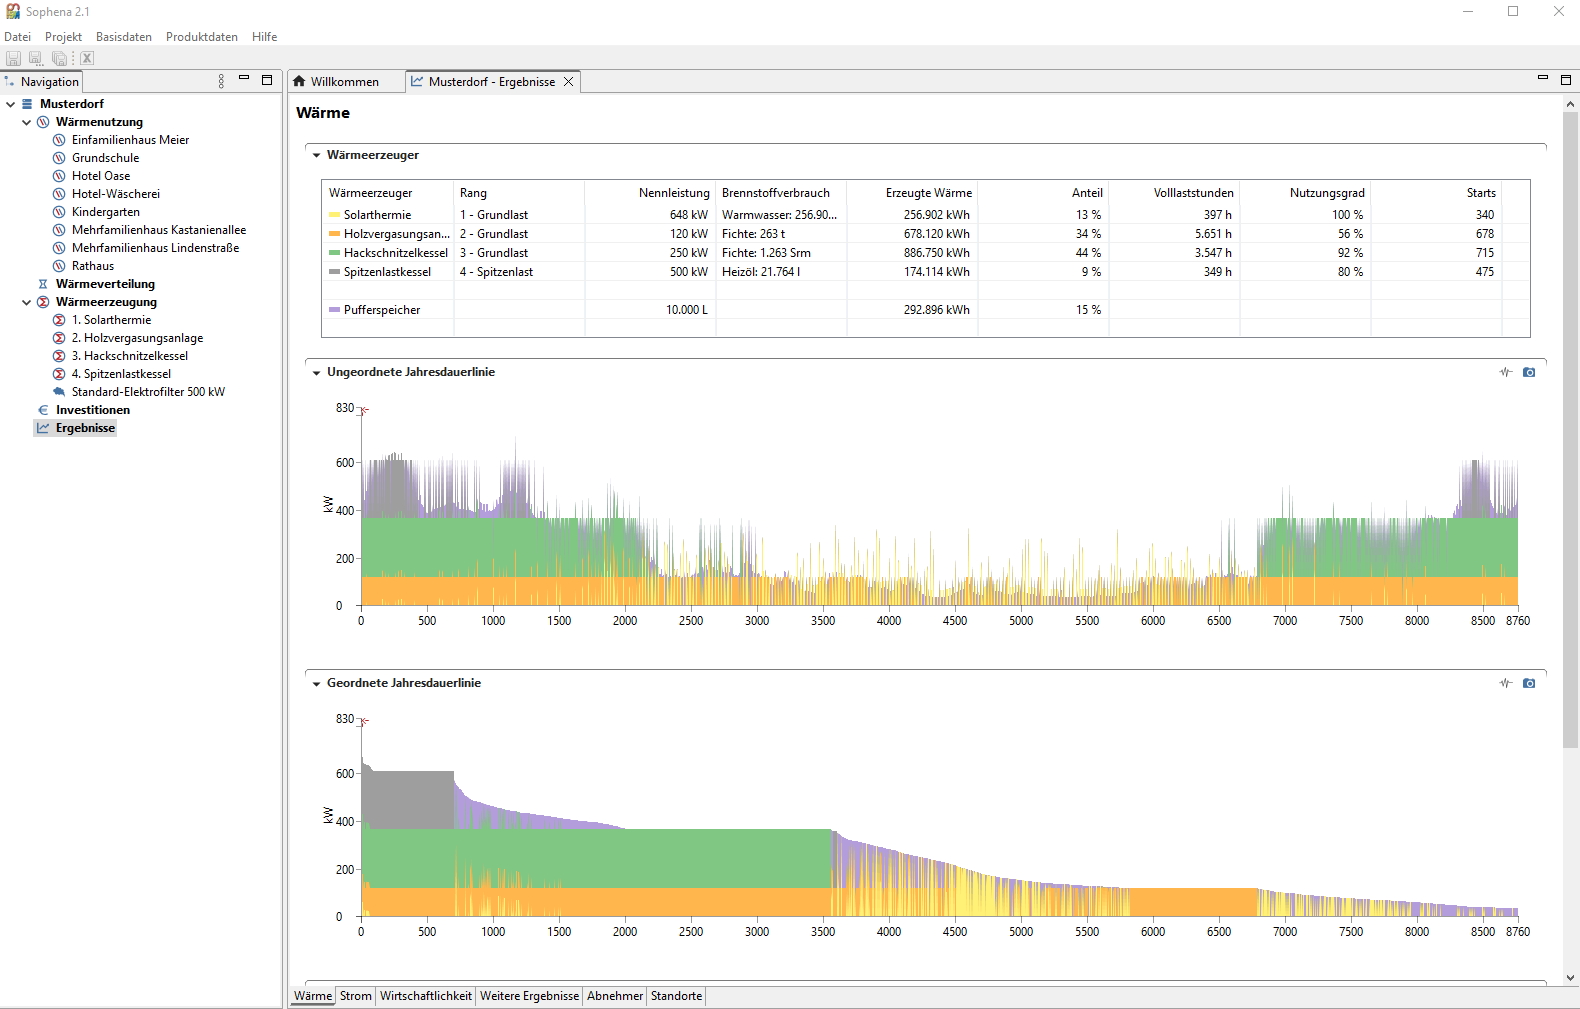 Sophena 2.1
Datei Projekt Basisdaten Produktdaten Hilfe
Navigation
Musterdorf
Wärmenutzung
Einfamilienhaus Meier
Grundschule
Hotel Oase
Hotel-Wäscherei
Kindergarten
Mehrfamilienhaus Kastanienallee
Mehrfamilienhaus Lindenstraße
Rathaus
Wärmeverteilung
Wärmeerzeugung
1. Solarthermie
2. Holzvergasungsanlage
3. Hackschnitzelkessel
4. Spitzenlastkessel
Standard-Elektrofilter 500 kW
Investitionen
Ergebnisse
Willkommen Musterdorf - Ergebnisse
Wärme
Wärmeerzeuger
Wärmeerzeuger Rang Nennleistung Brennstoffverbrauch Erzeugte Wärme Anteil Volllaststunden Nutzungsgrad Starts
Solarthermie 1 - Grundlast 648 kW Warmwasser: 256.90... 256.902 kWh 13 % 397 h 100 % 340
Holzvergasungsan... 2 - Grundlast 120 kW Fichte: 263 t 678.120 kWh 34 % 5.651 h 56 % 678
Hackschnitzelkessel 3 - Grundlast 250 kW Fichte: 1.263 Srm 886.750 kWh 44 % 3.547 h 92 % 715
Spitzenlastkessel 4 - Spitzenlast 500 kW Heizöl: 21.764 l 174.114 kWh 9 % 349 h 80 % 475
Pufferspeicher 10.000 L 292.896 kWh 15 %
Ungeordnete Jahresdauerlinie
830
600
400
200
0
kW
0 500 1000 1500 2000 2500 3000 3500 4000 4500 5000 5500 6000 6500 7000 7500 8000 8500 8760
Geordnete Jahresdauerlinie
830
600
400
200
0
kW
0 500 1000 1500 2000 2500 3000 3500 4000 4500 5000 5500 6000 6500 7000 7500 8000 8500 8760
Wärme Strom Wirtschaftlichkeit Weitere Ergebnisse Abnehmer Standorte